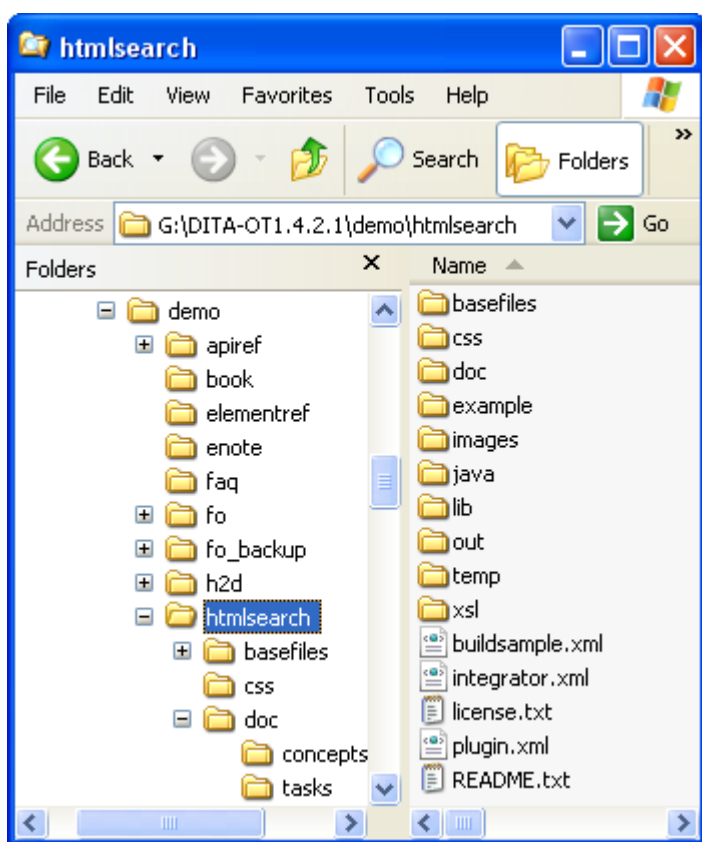 htmlsearch
File Edit View Favorites Tools Help
Back Search Folders »
Address G:\DITA-OT1.4.2.1\demo\htmlsearch Go
Folders
demo
apiref
book
elementref
enote
faq
fo
fo_backup
h2d
htmlsearch
basefiles
css
doc
concepts
tasks
Name
basefiles
css
doc
example
images
java
lib
out
temp
xsl
buildsample.xml
integrator.xml
license.txt
plugin.xml
README.txt